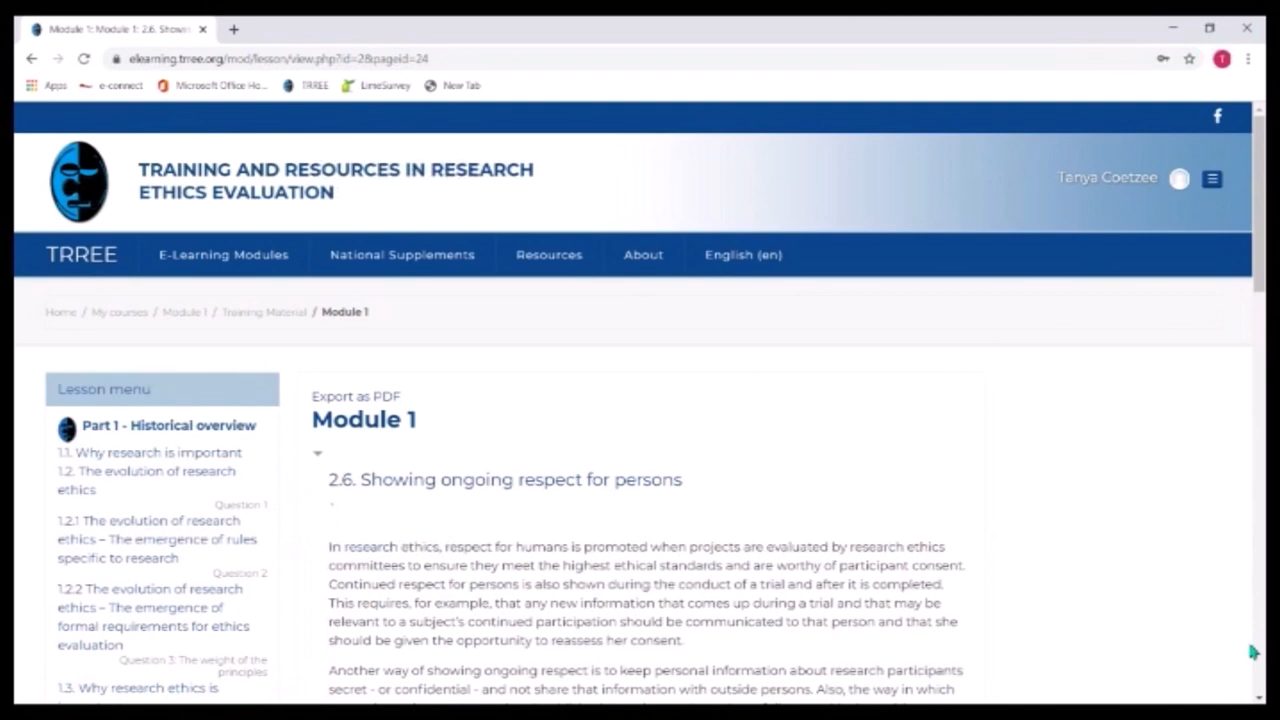 Module 1: Module 1: 2.6. Showin
elearning.trree.org/mod/lesson/view.php?id=28&pageid=24
T
Apps e-connect Microsoft Office Ho... TRREE LimeSurvey New Tab
TRAINING AND RESOURCES IN RESEARCH
ETHICS EVALUATION
Tanya Coetzee
TRREE E-Learning Modules National Supplements Resources About English (en)
Home / My courses / Module 1 / Training Material / Module 1
Lesson menu
Part 1 - Historical overview
1.1. Why research is important
1.2. The evolution of research
ethics
Question 1
1.2.1 The evolution of research
ethics – The emergence of rules
specific to research
Question 2
1.2.2 The evolution of research
ethics – The emergence of
formal requirements for ethics
evaluation
Question 3: The weight of the
principles
1.3. Why research ethics is
Export as PDF
Module 1
2.6. Showing ongoing respect for persons
In research ethics, respect for humans is promoted when projects are evaluated by research ethics
committees to ensure they meet the highest ethical standards and are worthy of participant consent.
Continued respect for persons is also shown during the conduct of a trial and after it is completed.
This requires, for example, that any new information that comes up during a trial and that may be
relevant to a subject's continued participation should be communicated to that person and that she
should be given the opportunity to reassess her consent.
Another way of showing ongoing respect is to keep personal information about research participants
secret - or confidential - and not share that information with outside persons. Also, the way in which